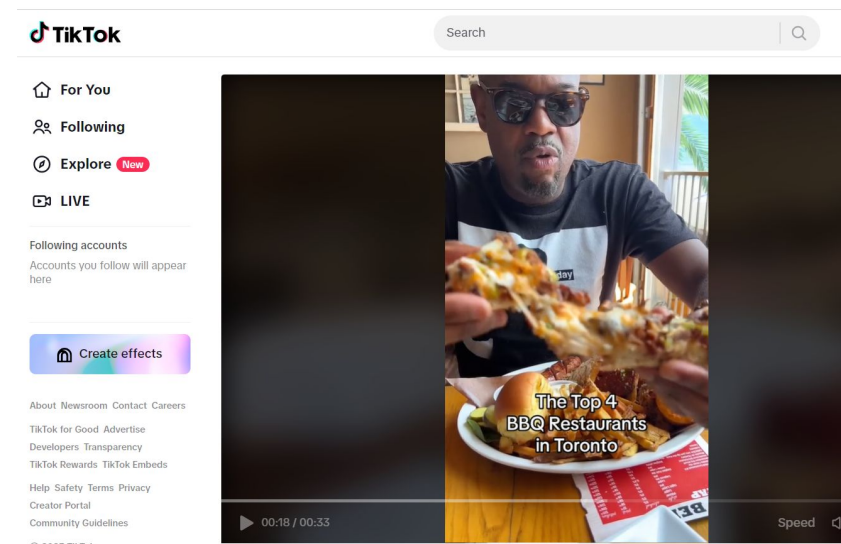 TikTok
Search
For You
Following
Explore New
LIVE
Following accounts
Accounts you follow will appear
here
Create effects
About Newsroom Contact Careers
TikTok for Good Advertise
Developers Transparency
TikTok Rewards TikTok Embeds
Help Safety Terms Privacy
Creator Portal
Community Guidelines
day
The Top 4
BBQ Restaurants
in Toronto
00:18 / 00:33
Speed